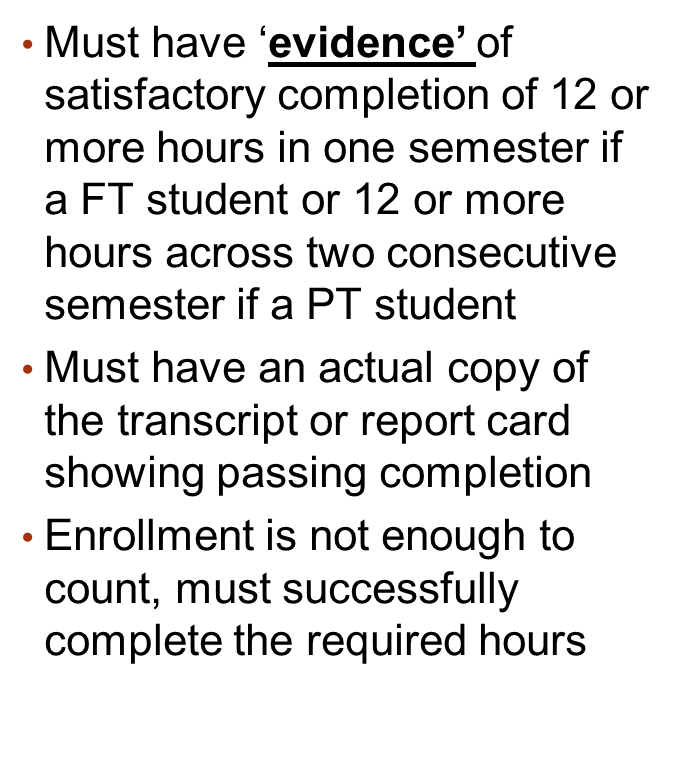 • Must have ‘evidence’ of
satisfactory completion of 12 or
more hours in one semester if
a FT student or 12 or more
hours across two consecutive
semester if a PT student
• Must have an actual copy of
the transcript or report card
showing passing completion
• Enrollment is not enough to
count, must successfully
complete the required hours